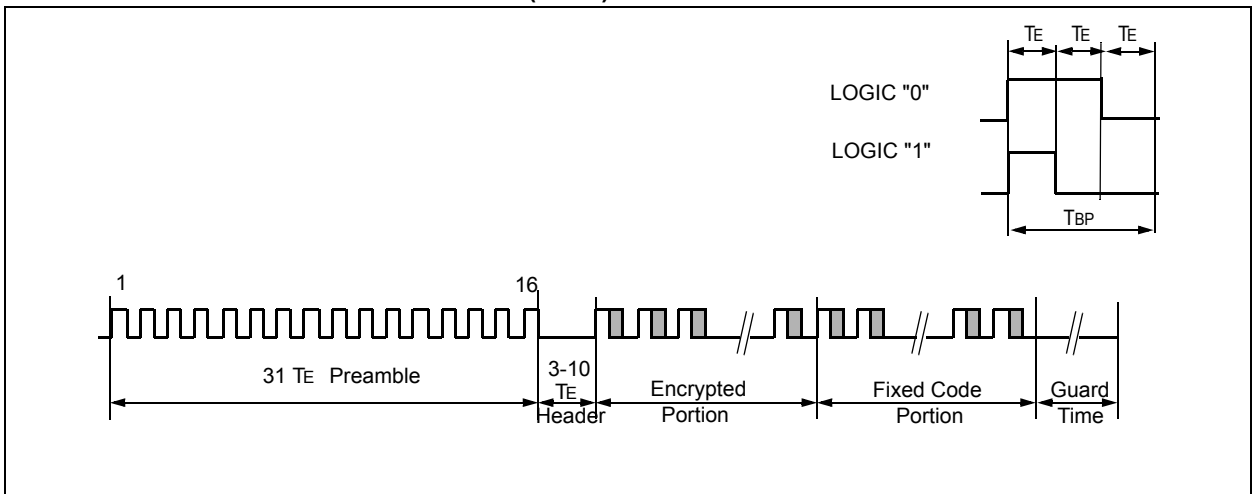 TE TE TE
LOGIC "0"
LOGIC "1"
TBP
1 16
31 TE Preamble
3-10
TE
Header
Encrypted
Portion
Fixed Code
Portion
Guard
Time